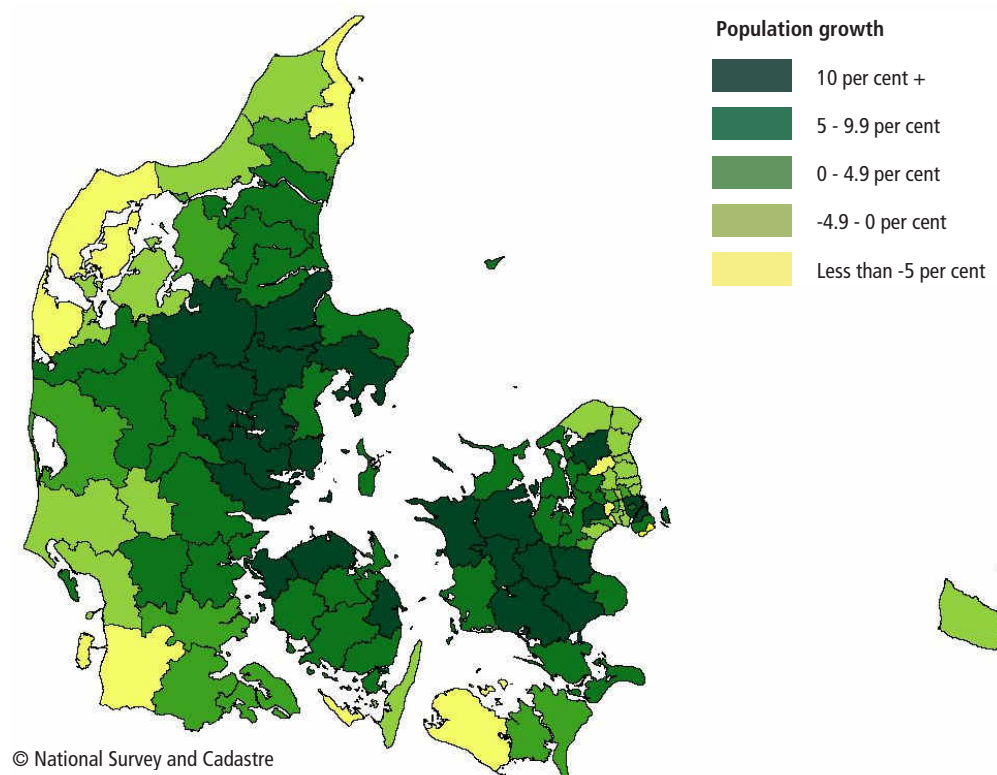 Population growth
10 per cent +
5 - 9.9 per cent
0 - 4.9 per cent
-4.9 - 0 per cent
Less than -5 per cent
© National Survey and Cadastre